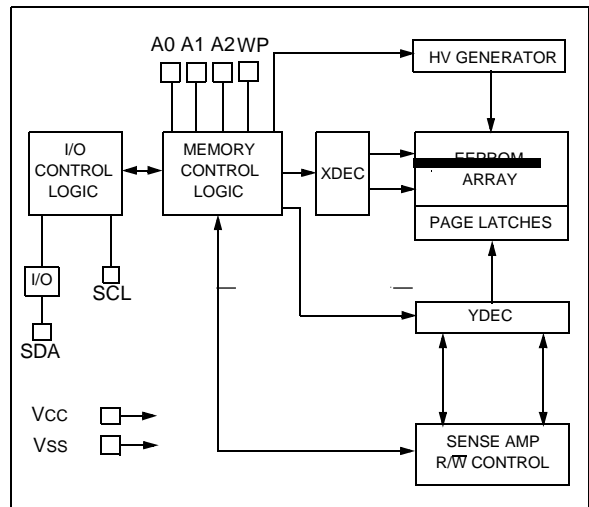 A0 A1 A2 WP
HV GENERATOR
I/O
CONTROL
LOGIC
MEMORY
CONTROL
LOGIC
XDEC
ARRAY
PAGE LATCHES
I/O
SCL
SDA
YDEC
Vcc
Vss
SENSE AMP
R/W̅ CONTROL